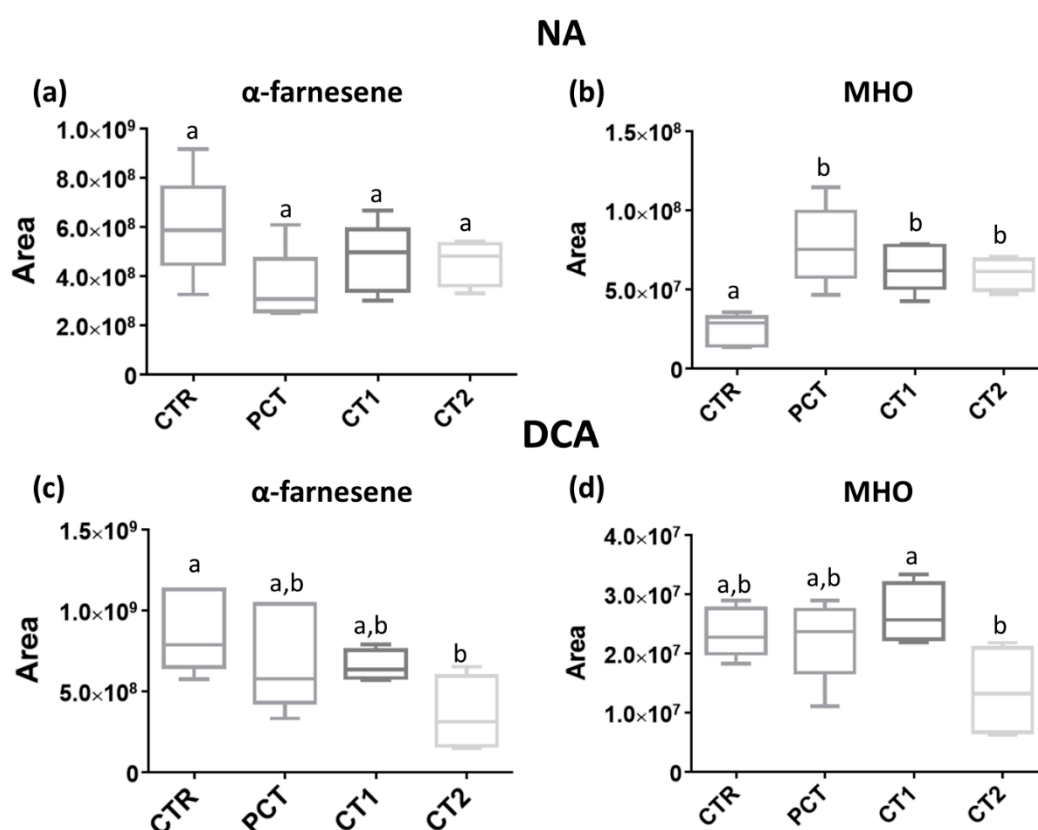 NA
(a)
α-farnesene
1.0×10⁹
8.0×10⁸
6.0×10⁸
4.0×10⁸
2.0×10⁸
0
Area
a
a
a
a
CTR
PCT
CT1
CT2
(b)
MHO
1.5×10⁸
1.0×10⁸
5.0×10⁷
0
Area
a
b
b
b
CTR
PCT
CT1
CT2
DCA
(c)
α-farnesene
1.5×10⁹
1.0×10⁹
5.0×10⁸
0
Area
a
a,b
a,b
b
CTR
PCT
CT1
CT2
(d)
MHO
4.0×10⁷
3.0×10⁷
2.0×10⁷
1.0×10⁷
0
Area
a,b
a,b
a
b
CTR
PCT
CT1
CT2